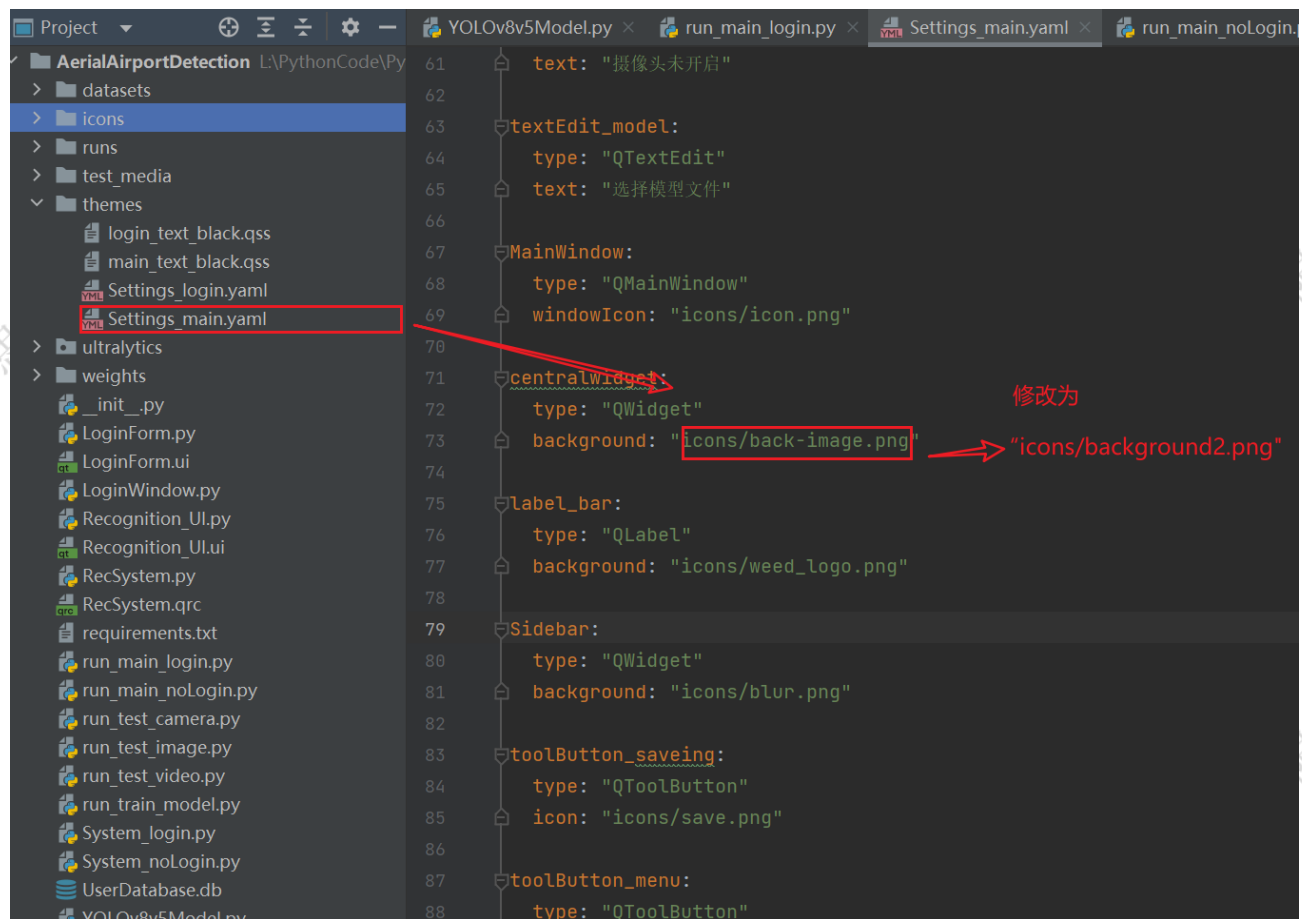 Project
YOLOv8v5Model.py
run_main_login.py
Settings_main.yaml
run_main_noLogin.
AerialAirportDetection L:\PythonCode\Py
datasets
icons
runs
test_media
themes
login_text_black.qss
main_text_black.qss
Settings_login.yaml
Settings_main.yaml
ultralytics
weights
__init__.py
LoginForm.py
LoginForm.ui
LoginWindow.py
Recognition_UI.py
Recognition_UI.ui
RecSystem.py
RecSystem.qrc
requirements.txt
run_main_login.py
run_main_noLogin.py
run_test_camera.py
run_test_image.py
run_test_video.py
run_train_model.py
System_login.py
System_noLogin.py
UserDatabase.db
YOLOv8v5Model.py
61 text: "摄像头未开启"
62
63 textEdit_model:
64 type: "QTextEdit"
65 text: "选择模型文件"
66
67 MainWindow:
68 type: "QMainWindow"
69 windowIcon: "icons/icon.png"
70
71 centralwidget:
72 type: "QWidget"
73 background: "icons/back-image.png"
74
75 label_bar:
76 type: "QLabel"
77 background: "icons/weed_logo.png"
78
79 Sidebar:
80 type: "QWidget"
81 background: "icons/blur.png"
82
83 toolButton_saveing:
84 type: "QToolButton"
85 icon: "icons/save.png"
86
87 toolButton_menu:
88 type: "QToolButton"
修改为
“icons/background2.png"